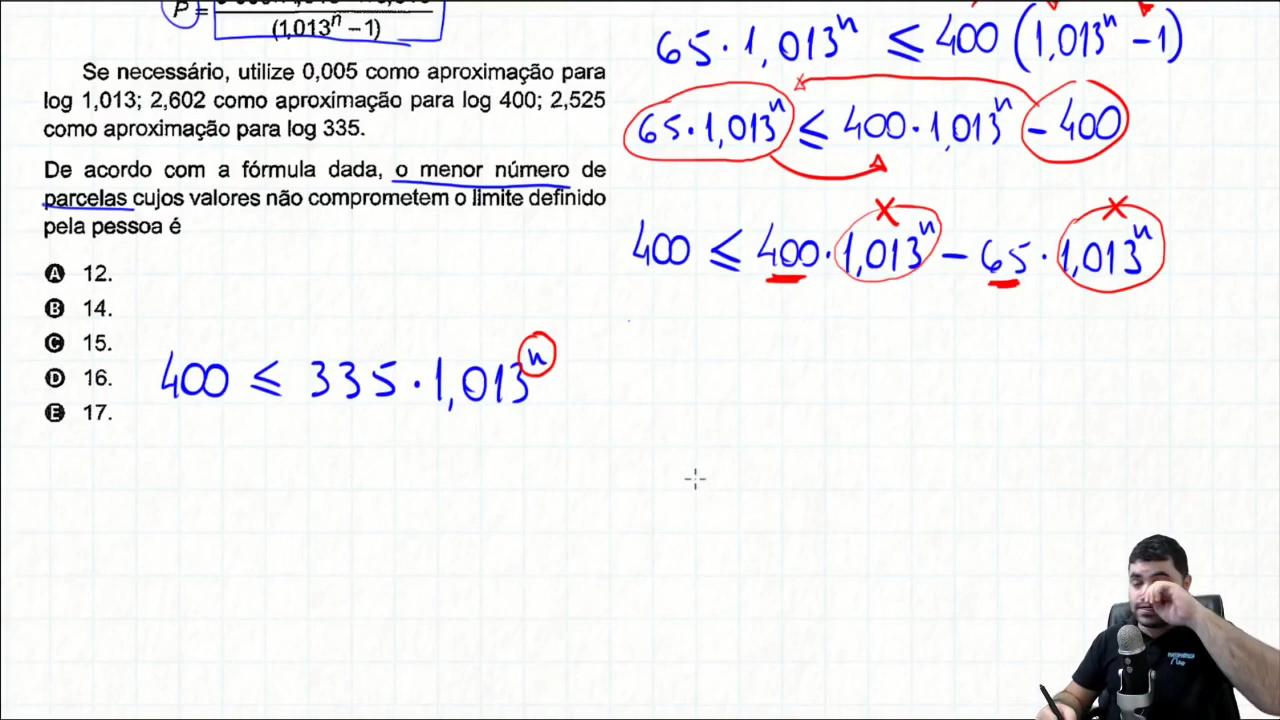 P =
(1,013ⁿ − 1)
Se necessário, utilize 0,005 como aproximação para
log 1,013; 2,602 como aproximação para log 400; 2,525
como aproximação para log 335.
De acordo com a fórmula dada, o menor número de
parcelas cujos valores não comprometem o limite definido
pela pessoa é
A 12.
B 14.
C 15.
D 16.
E 17.
400 ≤ 335 · 1,013ⁿ
65 · 1,013ⁿ ≤ 400 (1,013ⁿ − 1)
65 · 1,013ⁿ ≤ 400 · 1,013ⁿ − 400
400 ≤ 400 · 1,013ⁿ − 65 · 1,013ⁿ